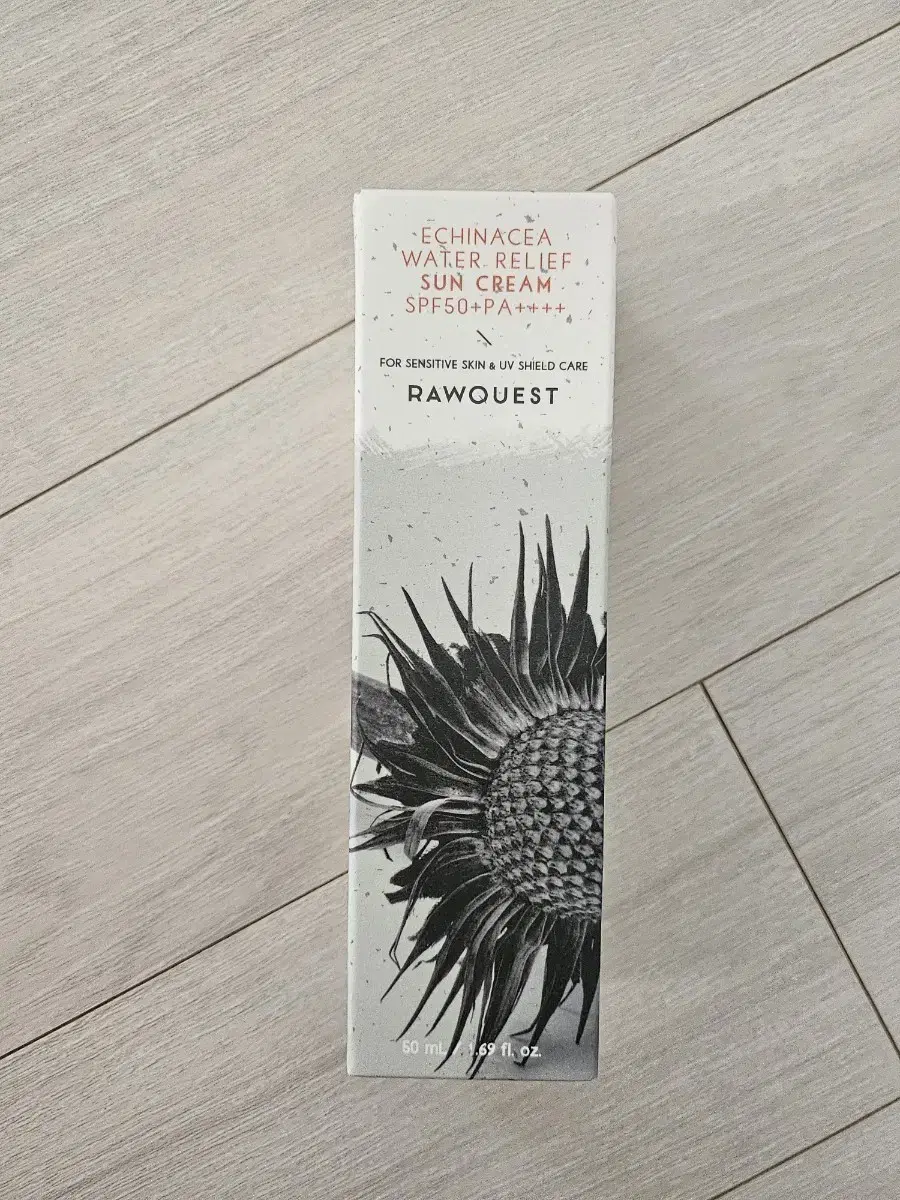 ECHINACEA
WATER RELIEF
SUN CREAM
SPF50+PA++++
FOR SENSITIVE SKIN & UV SHIELD CARE
RAWQUEST
50 mL / 1.69 fl. oz.